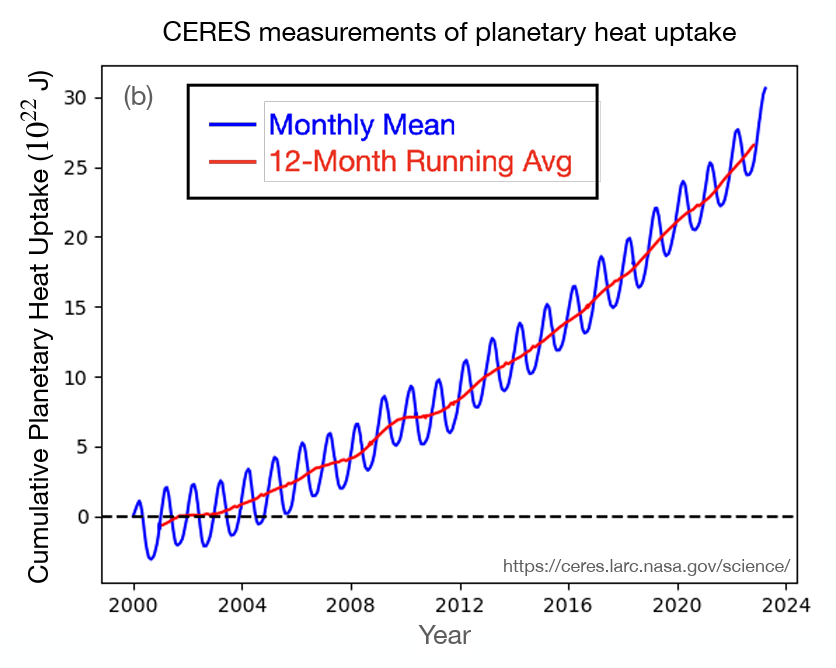 CERES measurements of planetary heat uptake
Cumulative Planetary Heat Uptake (10²² J)
(b)
Monthly Mean
12-Month Running Avg
30
25
20
15
10
5
0
https://ceres.larc.nasa.gov/science/
2000 2004 2008 2012 2016 2020 2024
Year